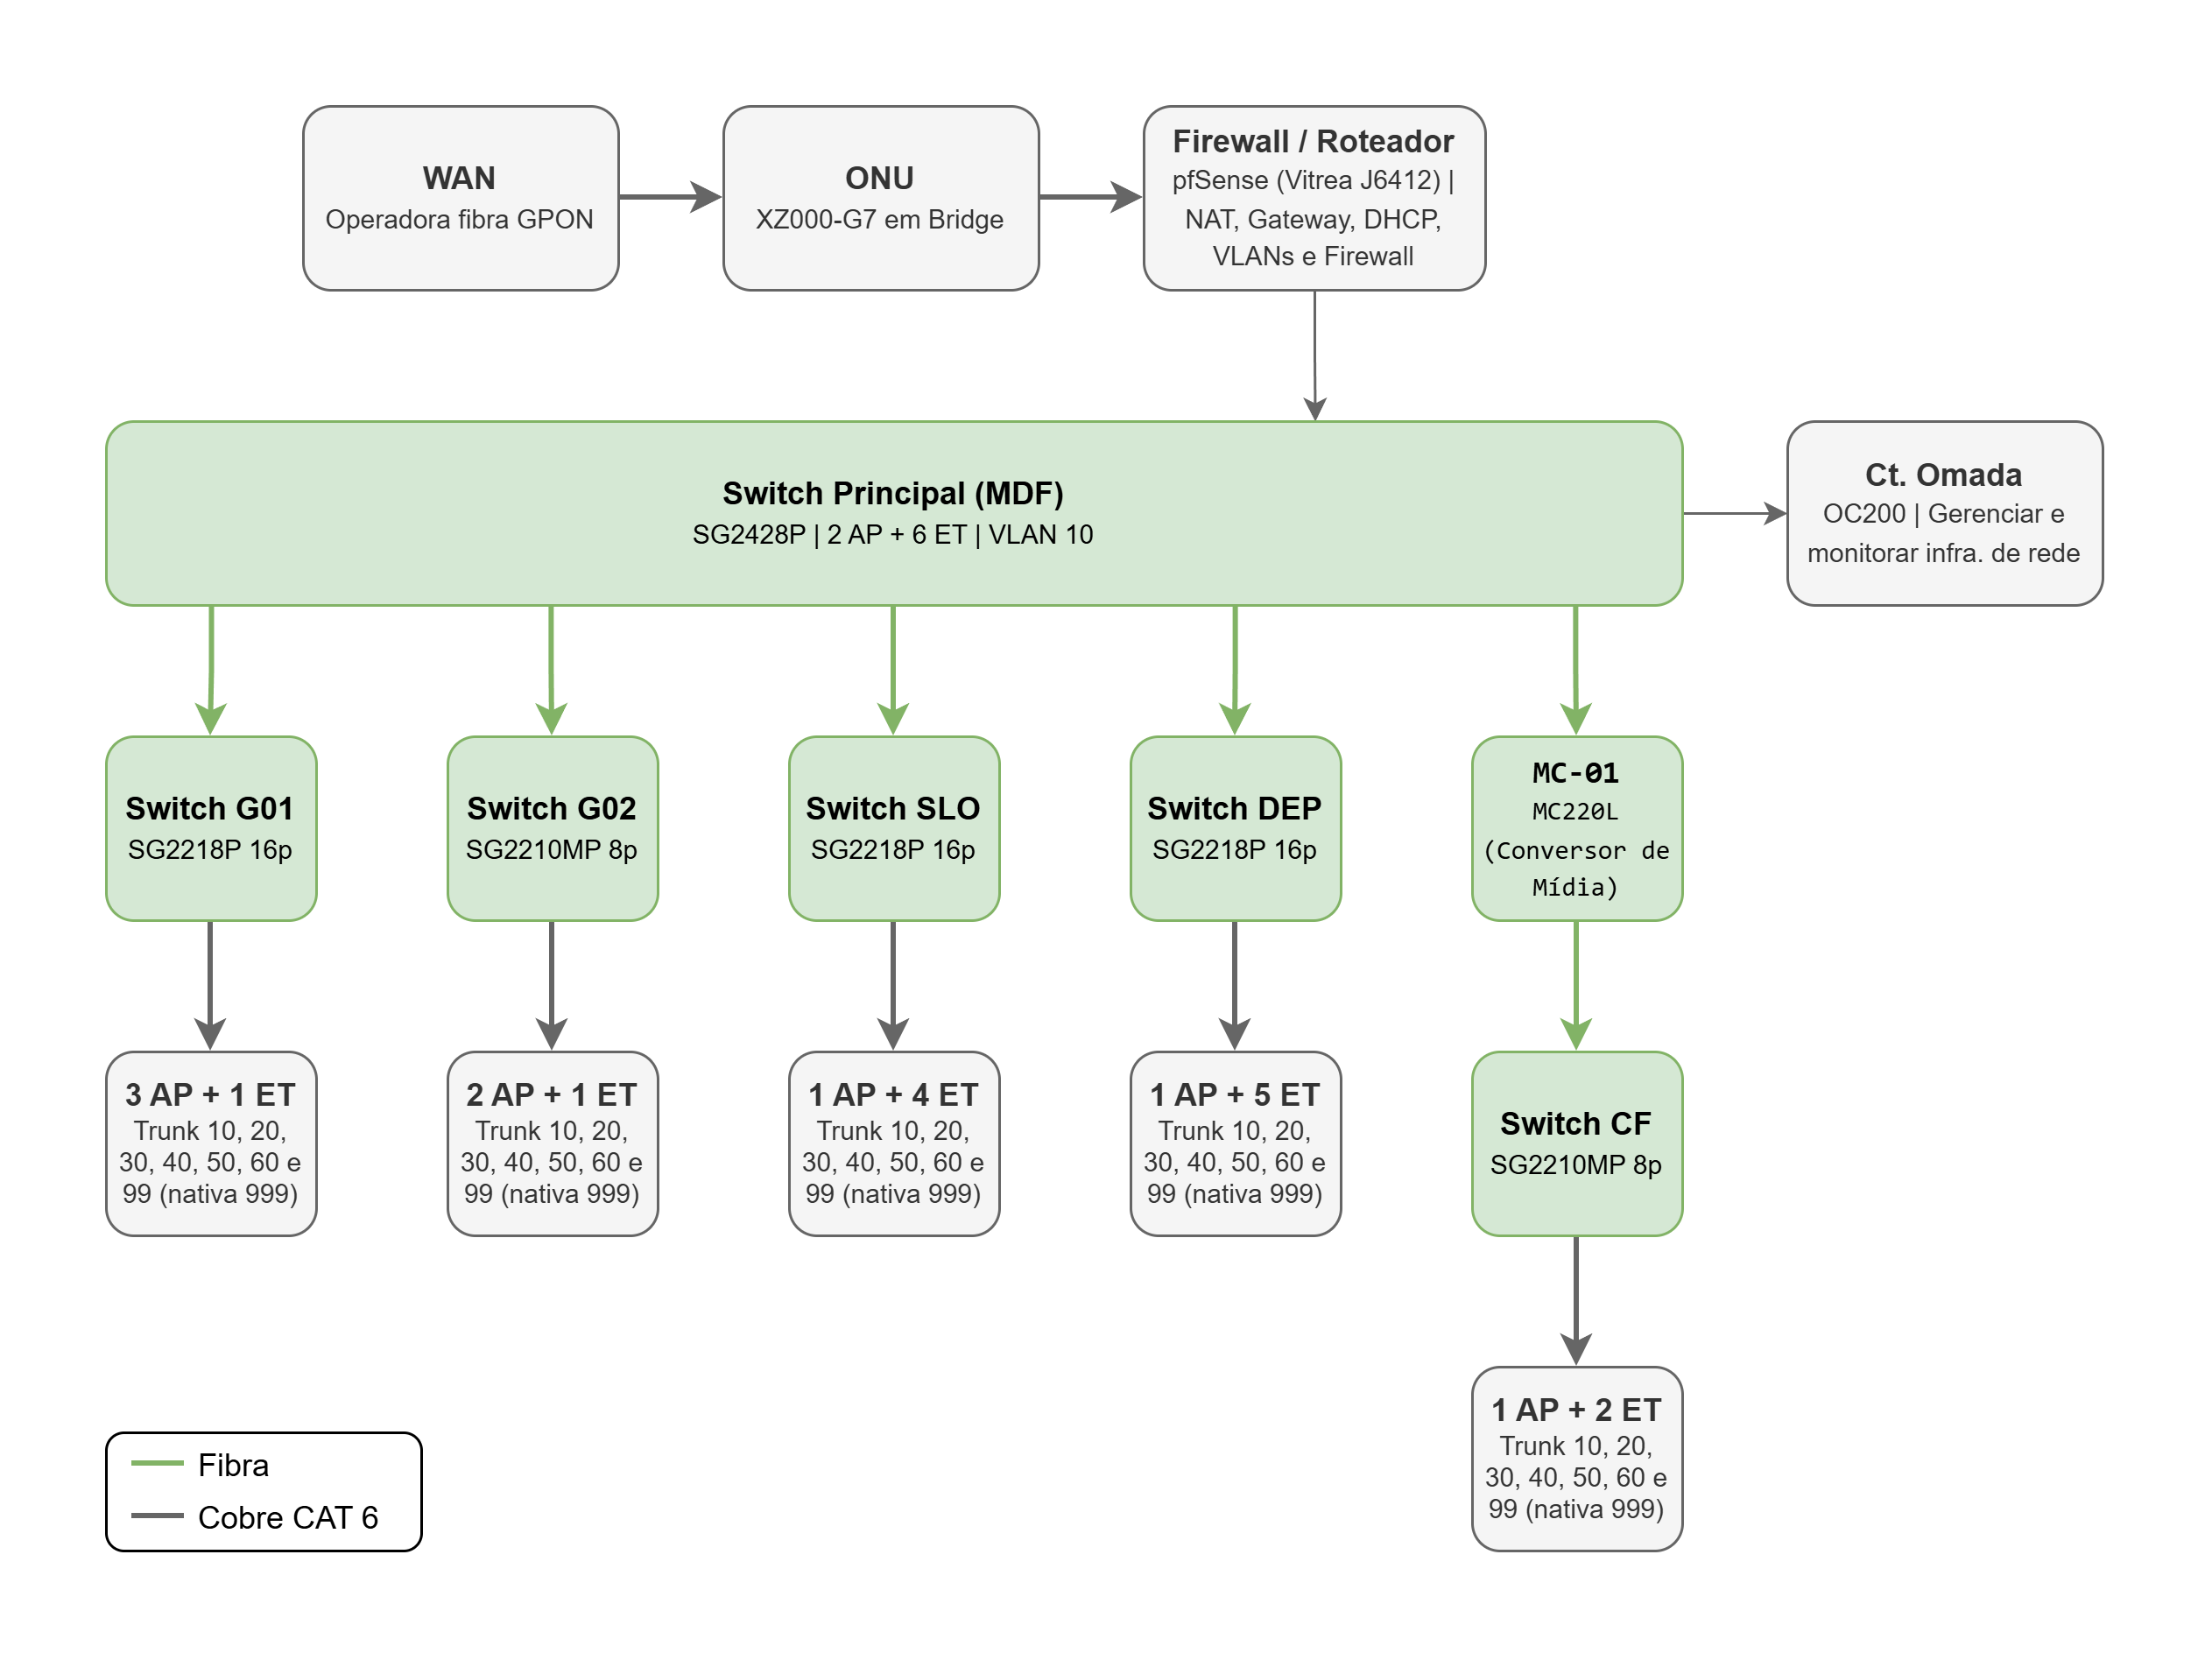 WAN
Operadora fibra GPON
ONU
XZ000-G7 em Bridge
Firewall / Roteador
pfSense (Vitrea J6412) |
NAT, Gateway, DHCP,
VLANs e Firewall
Switch Principal (MDF)
SG2428P | 2 AP + 6 ET | VLAN 10
Ct. Omada
OC200 | Gerenciar e
monitorar infra. de rede
Switch G01
SG2218P 16p
Switch G02
SG2210MP 8p
Switch SLO
SG2218P 16p
Switch DEP
SG2218P 16p
MC-01
MC220L
(Conversor de
Mídia)
3 AP + 1 ET
Trunk 10, 20,
30, 40, 50, 60 e
99 (nativa 999)
2 AP + 1 ET
Trunk 10, 20,
30, 40, 50, 60 e
99 (nativa 999)
1 AP + 4 ET
Trunk 10, 20,
30, 40, 50, 60 e
99 (nativa 999)
1 AP + 5 ET
Trunk 10, 20,
30, 40, 50, 60 e
99 (nativa 999)
Switch CF
SG2210MP 8p
1 AP + 2 ET
Trunk 10, 20,
30, 40, 50, 60 e
99 (nativa 999)
Fibra
Cobre CAT 6